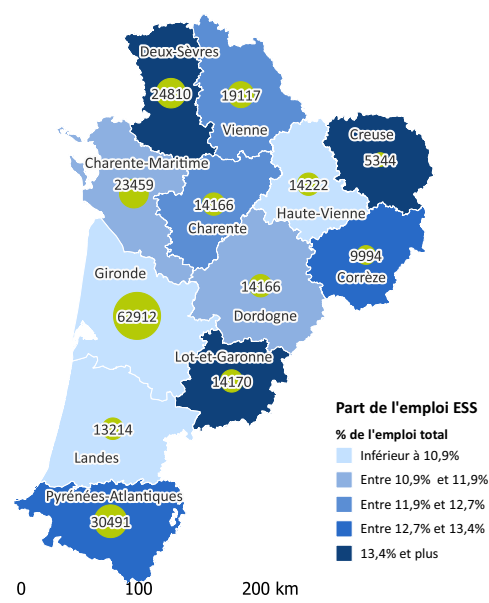 Deux-Sèvres
24810
19117
Vienne
Creuse
5344
Charente-Maritime
23459
14222
Haute-Vienne
14166
Charente
9994
Corrèze
Gironde
62912
14166
Dordogne
Lot-et-Garonne
14170
13214
Landes
Pyrénées-Atlantiques
30491
Part de l'emploi ESS
% de l'emploi total
Inférieur à 10,9%
Entre 10,9% et 11,9%
Entre 11,9% et 12,7%
Entre 12,7% et 13,4%
13,4% et plus
0 100 200 km